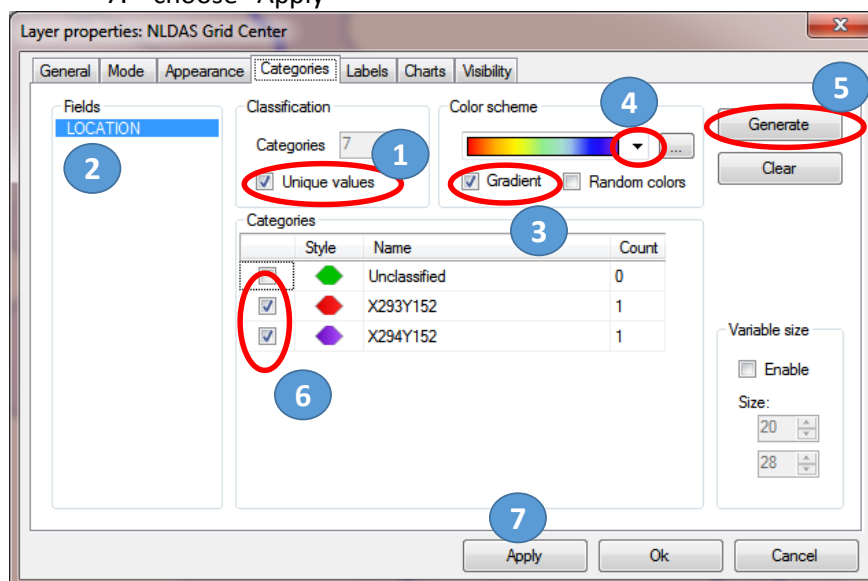 7. choose "Apply"
Layer properties: NLDAS Grid Center
General Mode Appearance Categories Labels Charts Visibility
Fields
LOCATION
2
Classification
Categories 7
1
Unique values
Color scheme
4
...
Gradient Random colors
3
5
Generate
Clear
Categories
Style Name Count
Unclassified 0
X293Y152 1
X294Y152 1
6
Variable size
Enable
Size:
20
28
7
Apply Ok Cancel